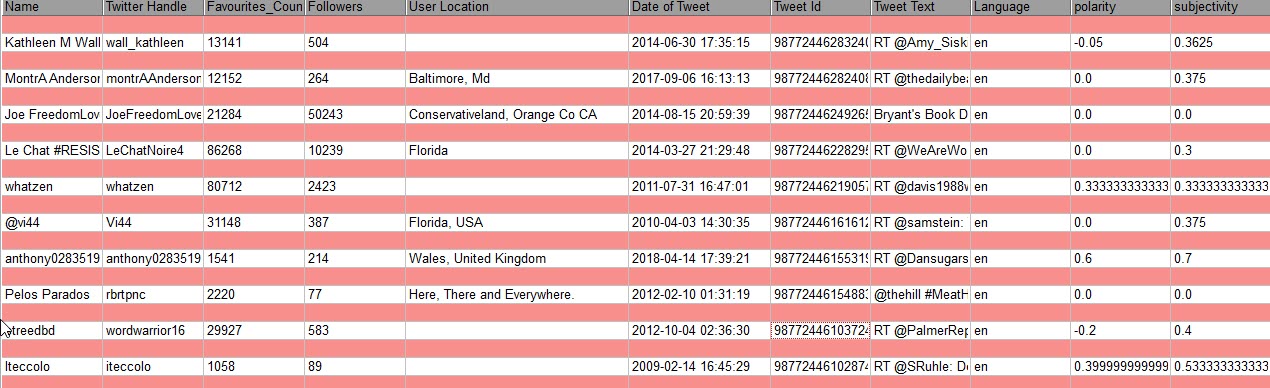 Name Twitter Handle Favourites_Coun Followers User Location Date of Tweet Tweet Id Tweet Text Language polarity subjectivity
Kathleen M Wall wall_kathleen 13141 504 2014-06-30 17:35:15 98772446283240 RT @Amy_Sisk en -0.05 0.3625
MontrA Anderson montrAAnderson 12152 264 Baltimore, Md 2017-09-06 16:13:13 98772446282408 RT @thedailybea en 0.0 0.375
Joe FreedomLov JoeFreedomLove 21284 50243 Conservativeland, Orange Co CA 2014-08-15 20:59:39 98772446249265 Bryant's Book D en 0.0 0.0
Le Chat #RESIS LeChatNoire4 86268 10239 Florida 2014-03-27 21:29:48 98772446228295 RT @WeAreWo en 0.0 0.3
whatzen whatzen 80712 2423 2011-07-31 16:47:01 98772446219057 RT @davis1988w en 0.333333333333 0.333333333333
@vi44 Vi44 31148 387 Florida, USA 2010-04-03 14:30:35 98772446161612 RT @samstein: en 0.0 0.375
anthony0283519 anthony0283519 1541 214 Wales, United Kingdom 2018-04-14 17:39:21 98772446155319 RT @Dansugars en 0.6 0.7
Pelos Parados rbrtpnc 2220 77 Here, There and Everywhere. 2012-02-10 01:31:19 98772446154883 @thehill #MeatH en 0.0 0.0
treedbd wordwarrior16 29927 583 2012-10-04 02:36:30 98772446103724 RT @PalmerRep en -0.2 0.4
Iteccolo iteccolo 1058 89 2009-02-14 16:45:29 98772446102874 RT @SRuhle: D en 0.399999999999 0.533333333333